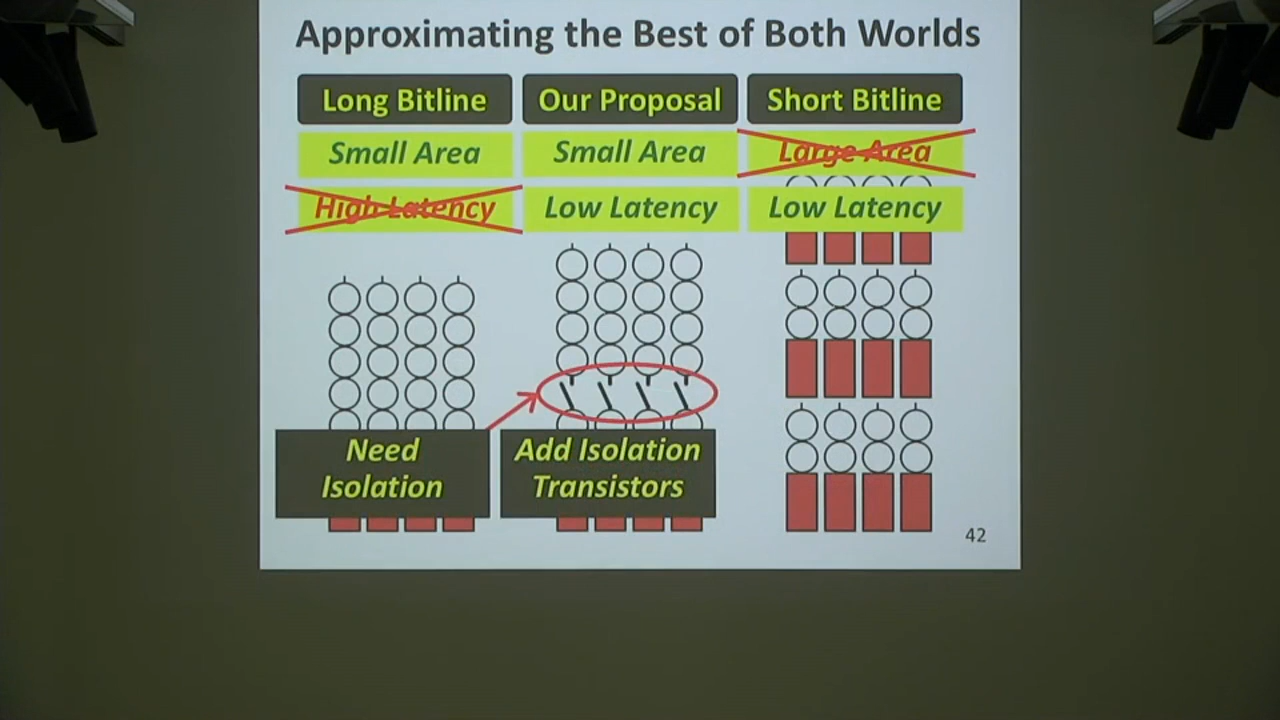 Approximating the Best of Both Worlds
Long Bitline
Our Proposal
Short Bitline
Small Area
Small Area
Large Area
High Latency
Low Latency
Low Latency
Need
Isolation
Add Isolation
Transistors
42